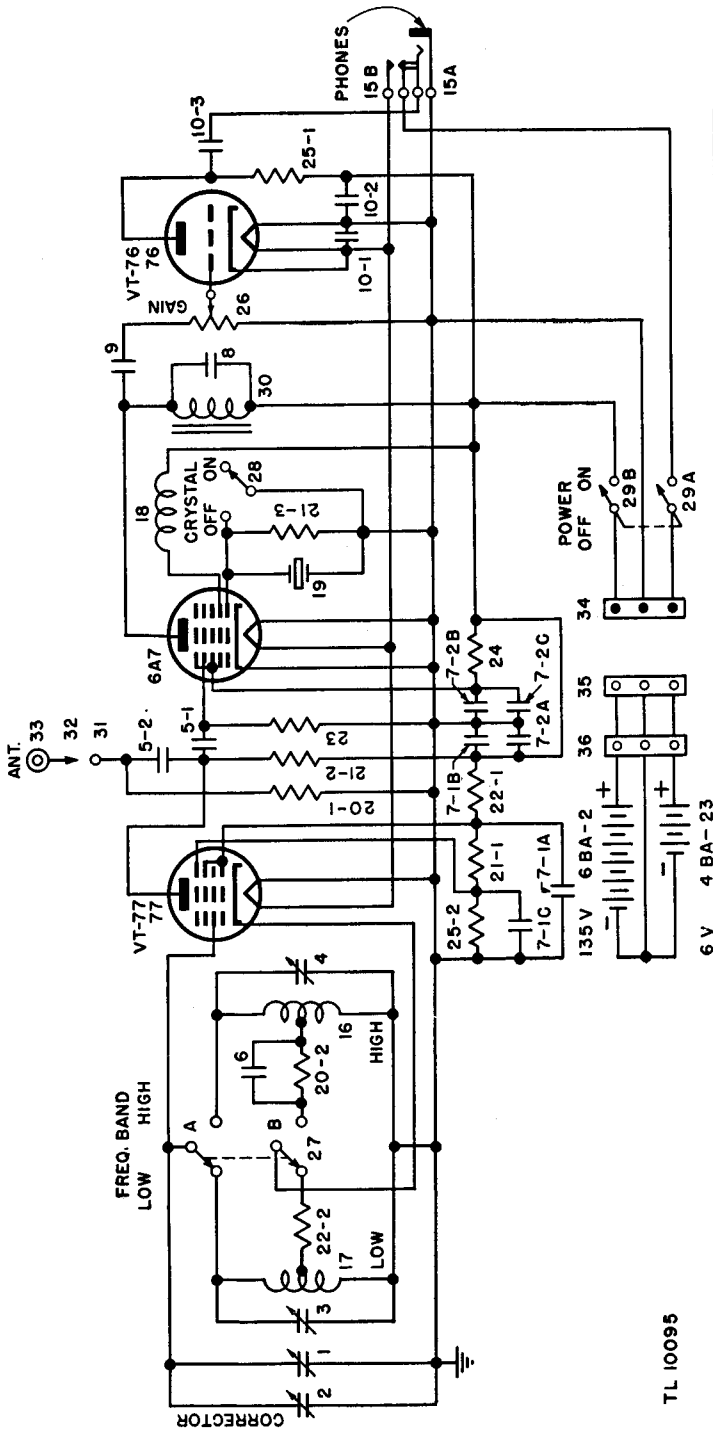 ANT.
33
32
31
5-2
5-1
VT-77
77
6A7
VT-76
76
PHONES
15B
15A
10-3
25-1
10-2
10-1
GAIN
26
9
8
30
18
CRYSTAL
OFF ON
28
21-3
19
FREQ. BAND
LOW HIGH
A
B
27
6
20-2
16
HIGH
4
22-2
17
LOW
3
1
2
CORRECTOR
20-1
21-2
23
7-1B
7-2B
24
7-2C
7-2A
22-1
21-1
25-2
7-1C
7-1A
POWER
OFF ON
29B
29A
34
35
36
135 V 6 BA-2
- +
- +
6 V 4 BA-23
TL 10095